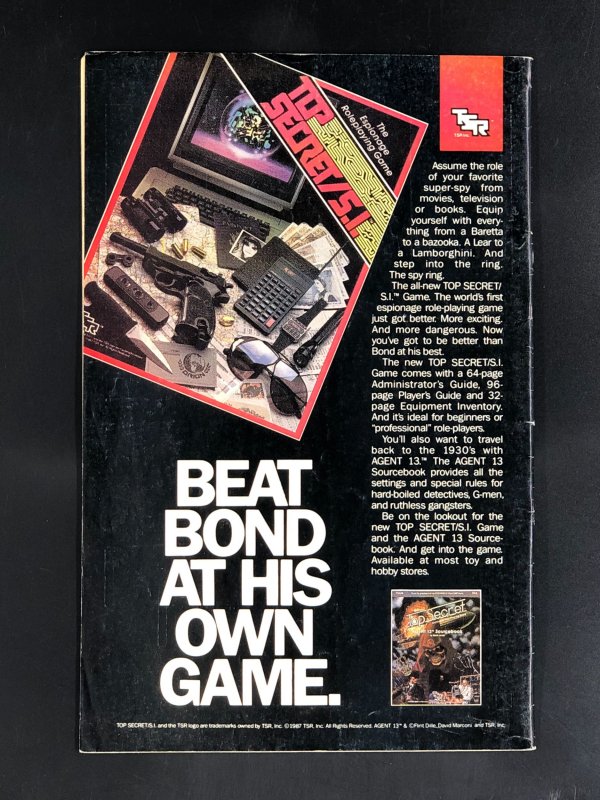 The
Espionage
Roleplaying Game
TOP
SECRET/S.I.
TSR
TSR, Inc.
Assume the role
of your favorite
super-spy from
movies, television
or books. Equip
yourself with every-
thing from a Baretta
to a bazooka. A Lear to
a Lamborghini. And
step into the ring.
The spy ring.
The all-new TOP SECRET/
S.I.™ Game. The world's first
espionage role-playing game
just got better. More exciting.
And more dangerous. Now
you've got to be better than
Bond at his best.
The new TOP SECRET/S.I.
Game comes with a 64-page
Administrator's Guide, 96-
page Player's Guide and 32-
page Equipment Inventory.
And it's ideal for beginners or
"professional" role-players.
You'll also want to travel
back to the 1930's with
AGENT 13.™ The AGENT 13
Sourcebook provides all the
settings and special rules for
hard-boiled detectives, G-men,
and ruthless gangsters.
Be on the lookout for the
new TOP SECRET/S.I. Game
and the AGENT 13 Source-
book. And get into the game.
Available at most toy and
hobby stores.
BEAT
BOND
AT HIS
OWN
GAME.
Top Secret
13™ Sourcebook
TOP SECRET/S.I. and the TSR logo are trademarks owned by TSR, Inc. ©1987 TSR, Inc. All Rights Reserved. AGENT 13™ & ©Flint Dille, David Marconi and TSR, Inc.